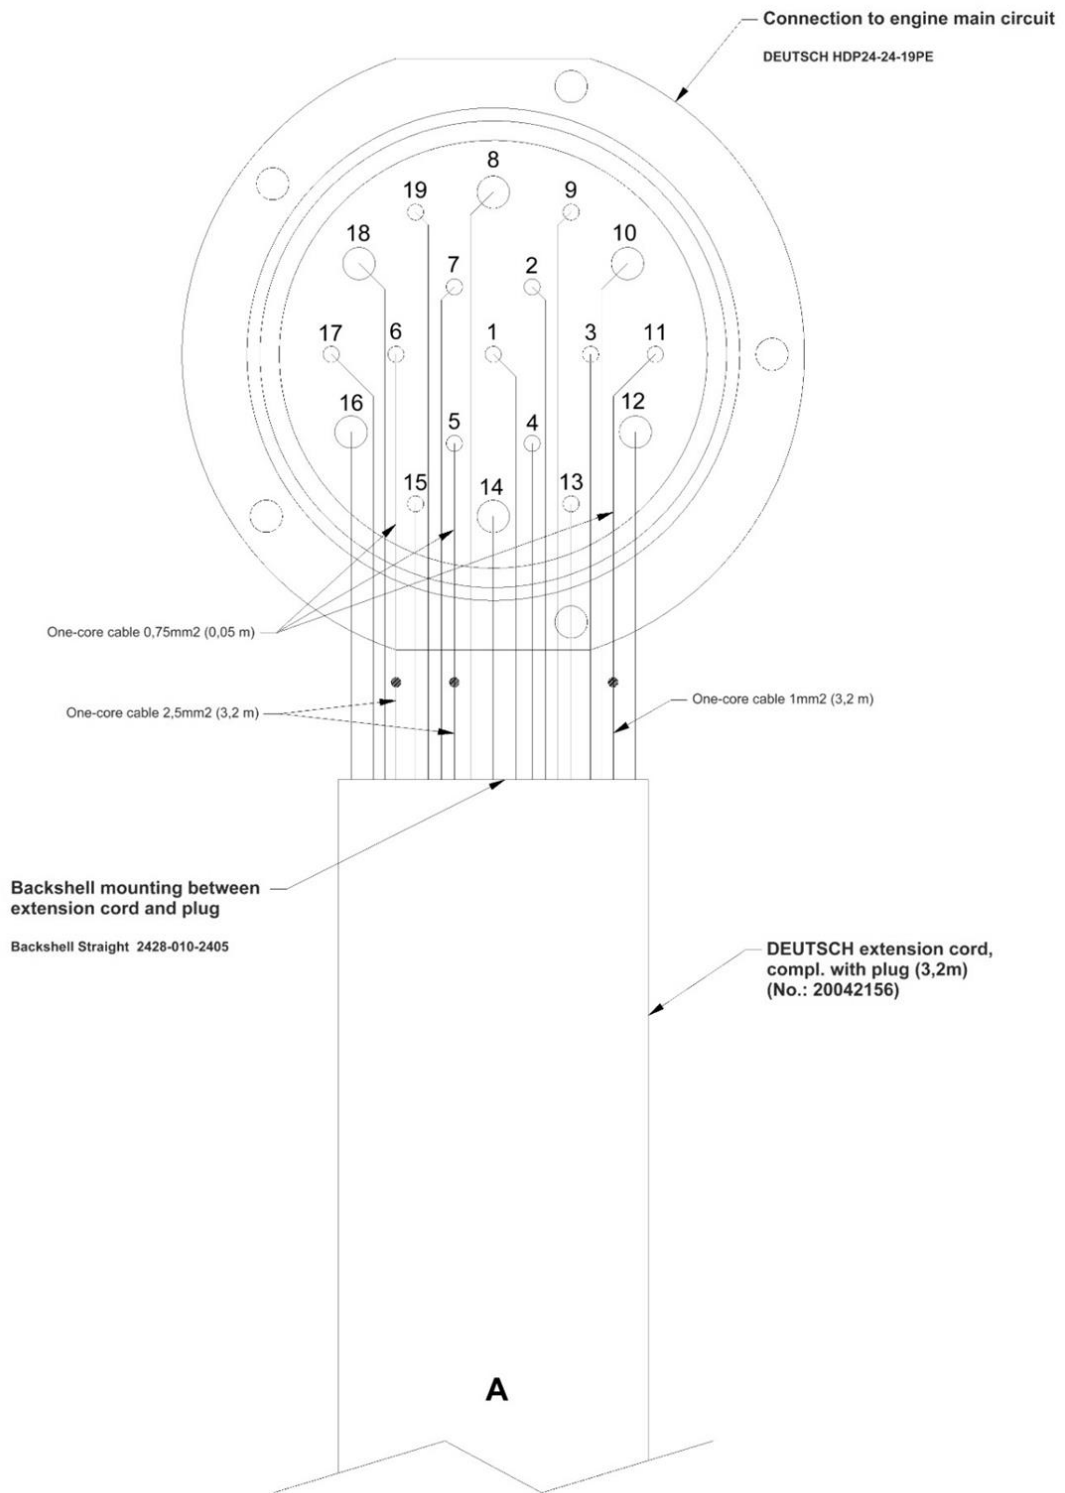 Connection to engine main circuit
DEUTSCH HDP24-24-19PE
8
19
9
18
10
7
2
17
6
1
3
11
16
12
5
4
15
14
13
One-core cable 0,75mm2 (0,05 m)
One-core cable 1mm2 (3,2 m)
One-core cable 2,5mm2 (3,2 m)
Backshell mounting between
extension cord and plug
Backshell Straight 2428-010-2405
DEUTSCH extension cord,
compl. with plug (3,2m)
(No.: 20042156)
A